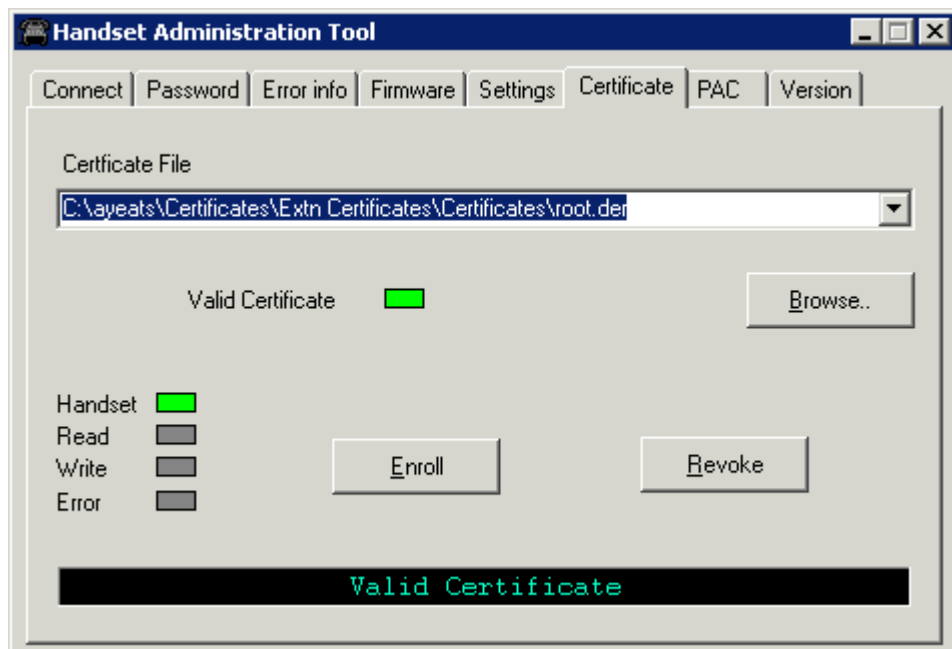 Handset Administration Tool
Connect Password Error info Firmware Settings Certificate PAC Version
Certficate File
C:\ayeats\Certificates\Extn Certificates\Certificates\root.der
Valid Certificate
Browse..
Handset
Read
Write
Error
Enroll
Revoke
Valid Certificate